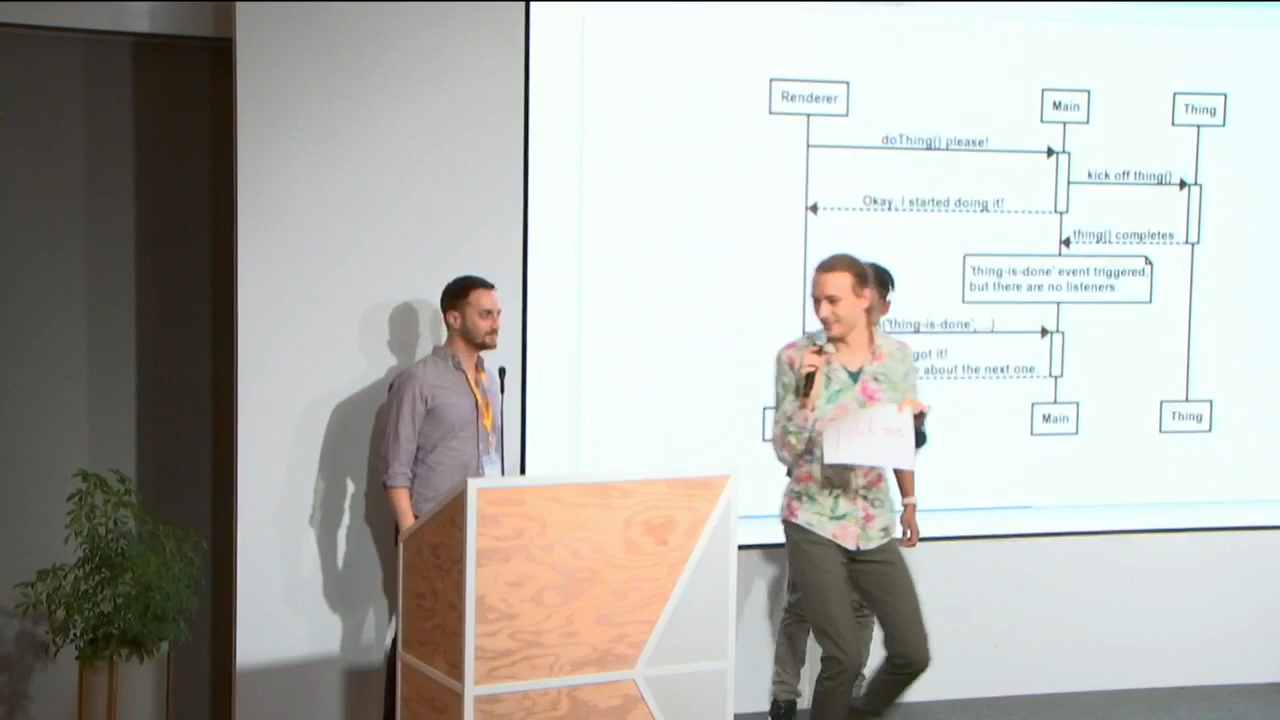 Renderer
Main
Thing
doThing() please!
kick off thing()
Okay, I started doing it!
thing() completes
'thing-is-done' event triggered,
but there are no listeners
('thing-is-done', ...)
got it!
about the next one.
Main
Thing
me